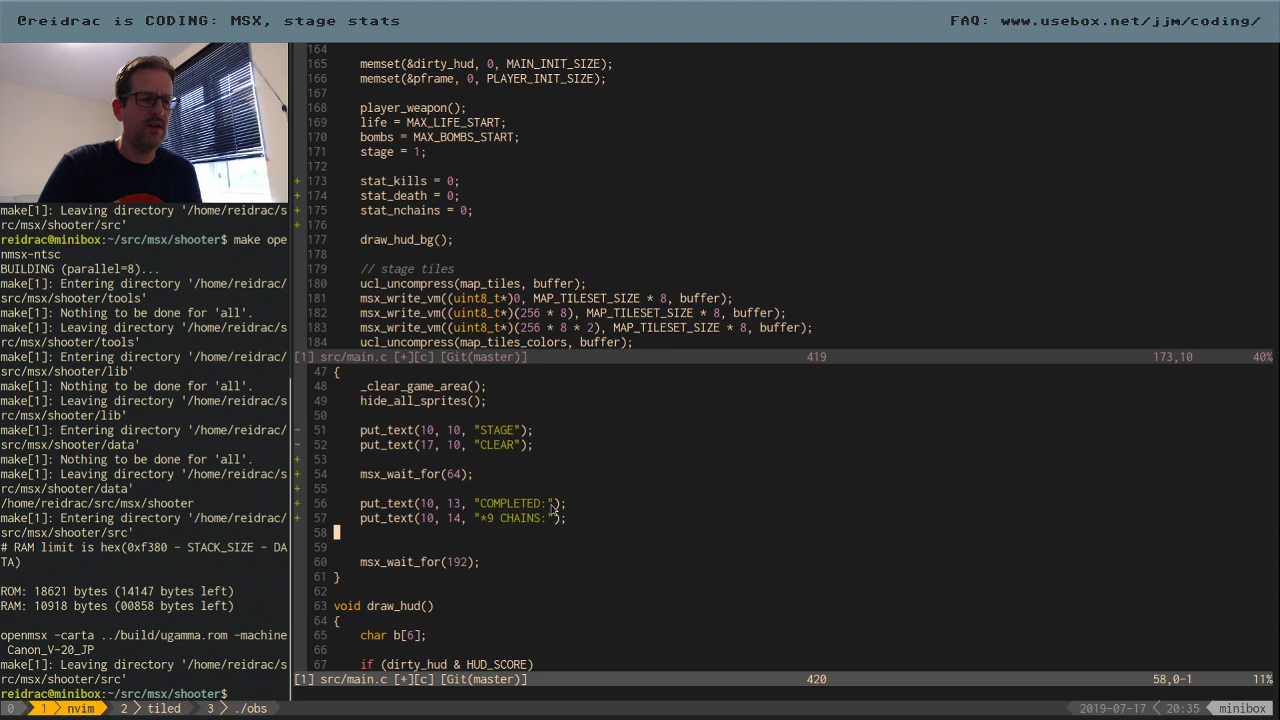 @reidrac is CODING: MSX, stage stats
FAQ: www.usebox.net/jjm/coding/
make[1]: Leaving directory '/home/reidrac/s
rc/msx/shooter/src'
reidrac@minibox:~/src/msx/shooter$ make ope
nmsx-ntsc
BUILDING (parallel=8)...
make[1]: Entering directory '/home/reidrac/
src/msx/shooter/tools'
make[1]: Nothing to be done for 'all'.
make[1]: Leaving directory '/home/reidrac/s
rc/msx/shooter/tools'
make[1]: Entering directory '/home/reidrac/
src/msx/shooter/lib'
make[1]: Nothing to be done for 'all'.
make[1]: Leaving directory '/home/reidrac/s
rc/msx/shooter/lib'
make[1]: Entering directory '/home/reidrac/
src/msx/shooter/data'
make[1]: Nothing to be done for 'all'.
make[1]: Leaving directory '/home/reidrac/s
rc/msx/shooter/data'
/home/reidrac/src/msx/shooter
make[1]: Entering directory '/home/reidrac/
src/msx/shooter/src'
# RAM limit is hex(0xf380 - STACK_SIZE - DA
TA)
ROM: 18621 bytes (14147 bytes left)
RAM: 10918 bytes (00858 bytes left)
openmsx -carta ../build/ugamma.rom -machine
Canon_V-20_JP
make[1]: Leaving directory '/home/reidrac/s
rc/msx/shooter/src'
reidrac@minibox:~/src/msx/shooter$
164
165 memset(&dirty_hud, 0, MAIN_INIT_SIZE);
166 memset(&pframe, 0, PLAYER_INIT_SIZE);
167
168 player_weapon();
169 life = MAX_LIFE_START;
170 bombs = MAX_BOMBS_START;
171 stage = 1;
172
+ 173 stat_kills = 0;
+ 174 stat_death = 0;
+ 175 stat_nchains = 0;
+ 176
177 draw_hud_bg();
178
179 // stage tiles
180 ucl_uncompress(map_tiles, buffer);
181 msx_write_vm((uint8_t*)0, MAP_TILESET_SIZE * 8, buffer);
182 msx_write_vm((uint8_t*)(256 * 8), MAP_TILESET_SIZE * 8, buffer);
183 msx_write_vm((uint8_t*)(256 * 8 * 2), MAP_TILESET_SIZE * 8, buffer);
184 ucl_uncompress(map_tiles_colors, buffer);
[1] src/main.c [+][c] [Git(master)] 419 173,10 40%
47 {
48 _clear_game_area();
49 hide_all_sprites();
50
~ 51 put_text(10, 10, "STAGE");
~ 52 put_text(17, 10, "CLEAR");
+ 53
+ 54 msx_wait_for(64);
+ 55
+ 56 put_text(10, 13, "COMPLETED:");
+ 57 put_text(10, 14, "*9 CHAINS:");
58
59
60 msx_wait_for(192);
61 }
62
63 void draw_hud()
64 {
65 char b[6];
66
67 if (dirty_hud & HUD_SCORE)
[1] src/main.c [+][c] [Git(master)] 420 58,0-1 11%
0 1 nvim 2 tiled 3 ./obs 2019-07-17 20:35 minibox